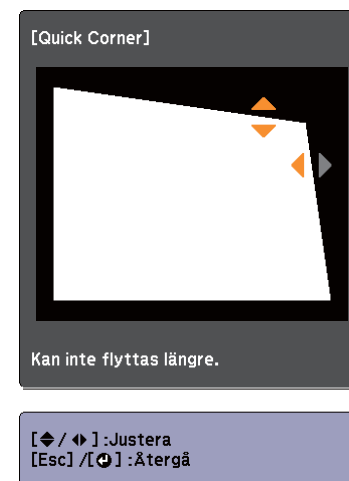 [Quick Corner]
Kan inte flyttas längre.
[⬘/◂▸]:Justera
[Esc] /[⏎]:Återgå